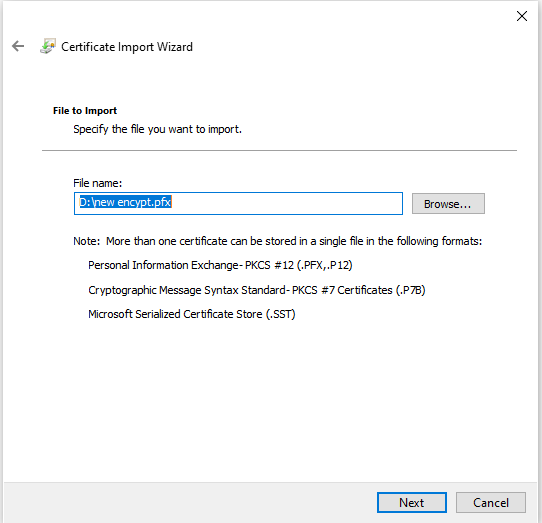 Certificate Import Wizard
File to Import
Specify the file you want to import.
File name:
D:\new encypt.pfx
Browse...
Note:  More than one certificate can be stored in a single file in the following formats:
Personal Information Exchange- PKCS #12 (.PFX,.P12)
Cryptographic Message Syntax Standard- PKCS #7 Certificates (.P7B)
Microsoft Serialized Certificate Store (.SST)
Next
Cancel